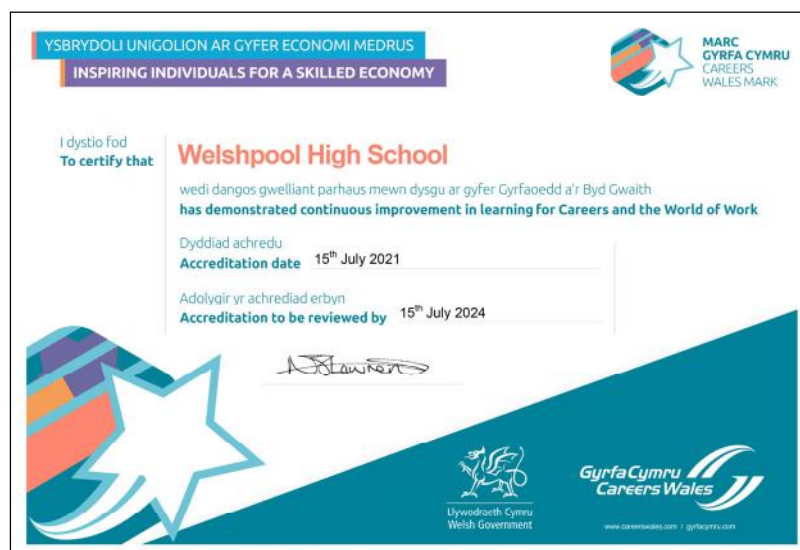 YSBRYDOLI UNIGOLION AR GYFER ECONOMI MEDRUS
INSPIRING INDIVIDUALS FOR A SKILLED ECONOMY
MARC
GYRFA CYMRU
CAREERS
WALES MARK
I dystio fod
To certify that
Welshpool High School
wedi dangos gwelliant parhaus mewn dysgu ar gyfer Gyrfaoedd a'r Byd Gwaith
has demonstrated continuous improvement in learning for Careers and the World of Work
Dyddiad achredu
Accreditation date 15th July 2021
Adolygir yr achrediad erbyn
Accreditation to be reviewed by 15th July 2024
Llywodraeth Cymru
Welsh Government
GyrfaCymru
CareersWales
www.careerswales.com / gyrfacymru.com